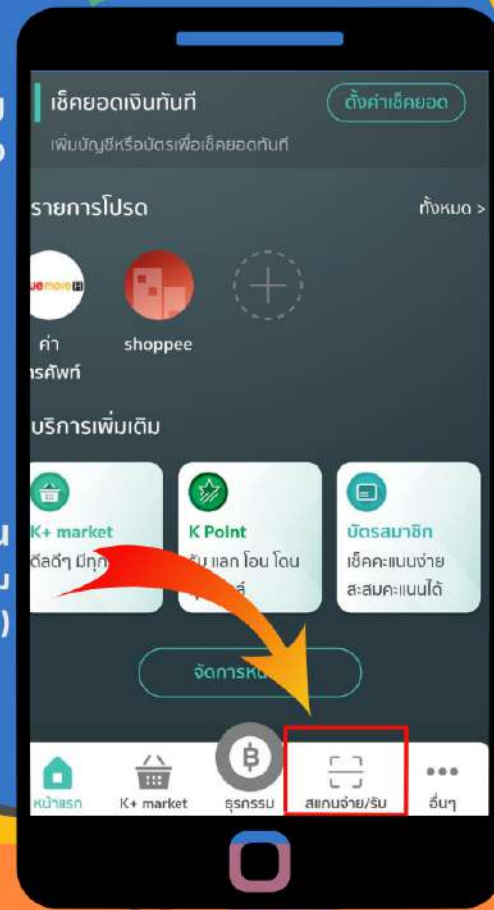 เช็คยอดเงินทันที
ตั้งค่าเช็คยอด
เพิ่มบัญชีหรือบัตรเพื่อเช็คยอดทันที
รายการโปรด
ทั้งหมด >
ue move H
ค่า
shoppee
รศัพท์
บริการเพิ่มเติม
K+ market
K Point
บัตรสมาชิก
ดีลดีๆ มีทุก
แลก โอน โดน
เช็คคะแนนง่าย
สะสมคะแนนได้
จัดการ
฿
หน้าแรก
K+ market
ธุรกรรม
สแกนจ่าย/รับ
อื่นๆ